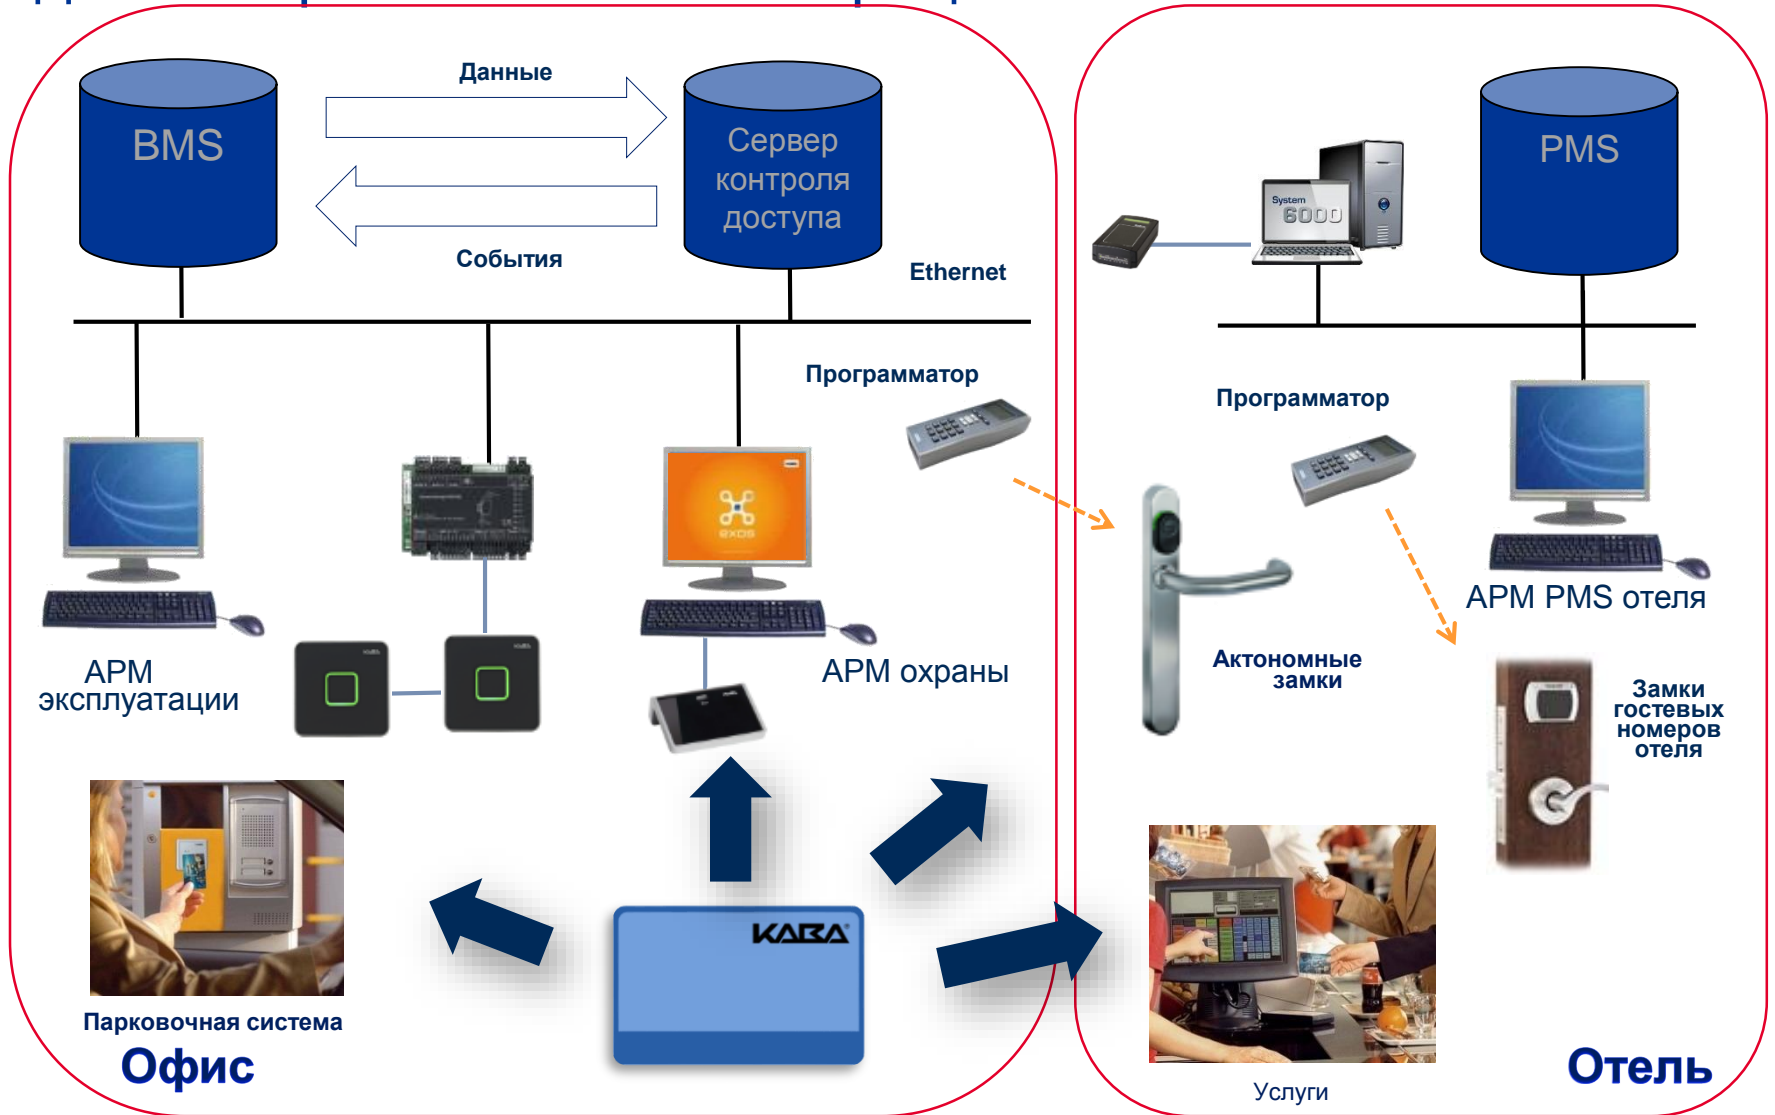 Данные
BMS
Сервер
контроля
доступа
События
Ethernet
System
6000
PMS
Программатор
Программатор
exos
АРМ
эксплуатации
АРМ охраны
АРМ PMS отеля
Актономные
замки
Замки
гостевых
номеров
отеля
KABA
Парковочная система
Офис
Услуги
Отель